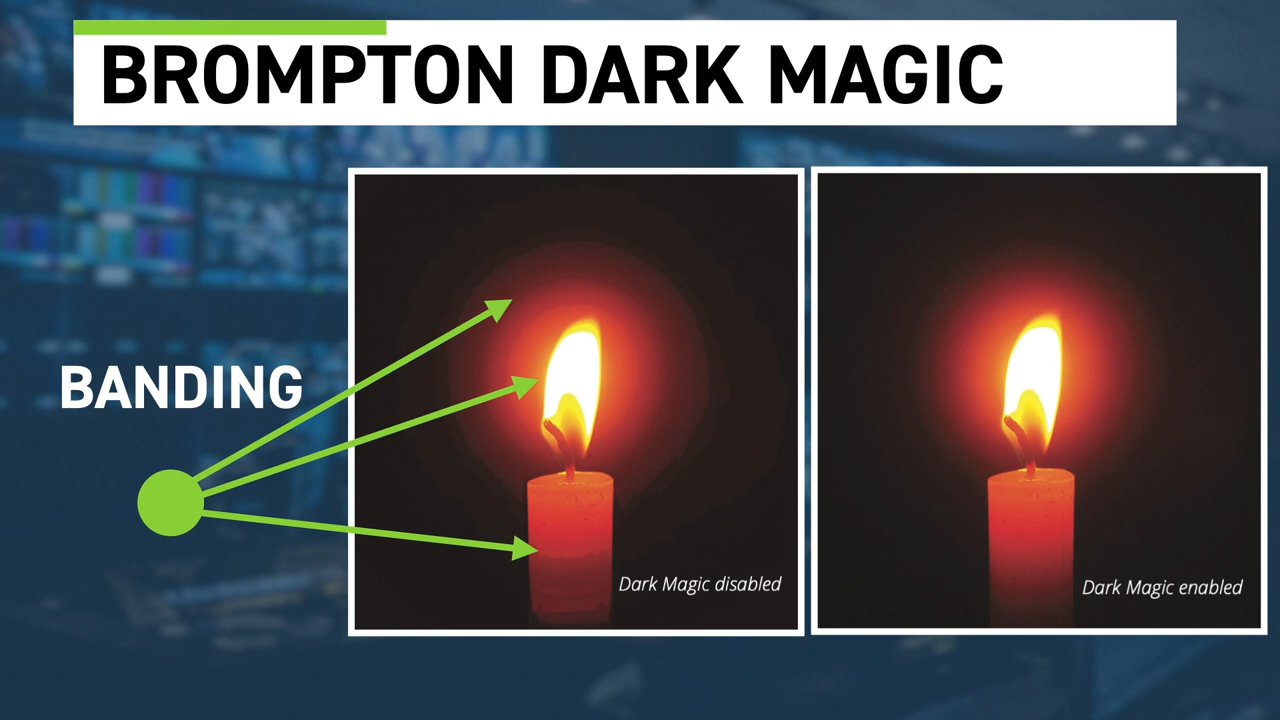 BROMPTON DARK MAGIC
BANDING
Dark Magic disabled
Dark Magic enabled